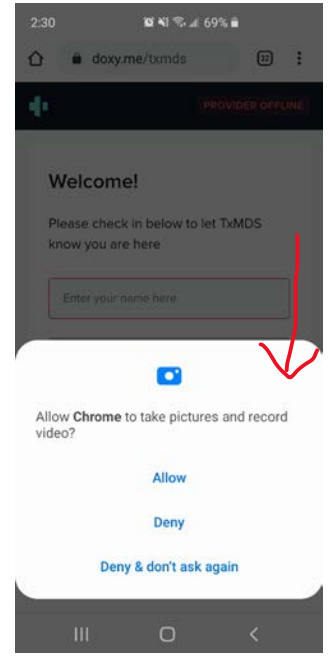 2:30
69%
doxy.me/txmds
32
PROVIDER OFFLINE
Welcome!
Please check in below to let TxMDS
know you are here
Enter your name here
Allow Chrome to take pictures and record
video?
Allow
Deny
Deny & don't ask again